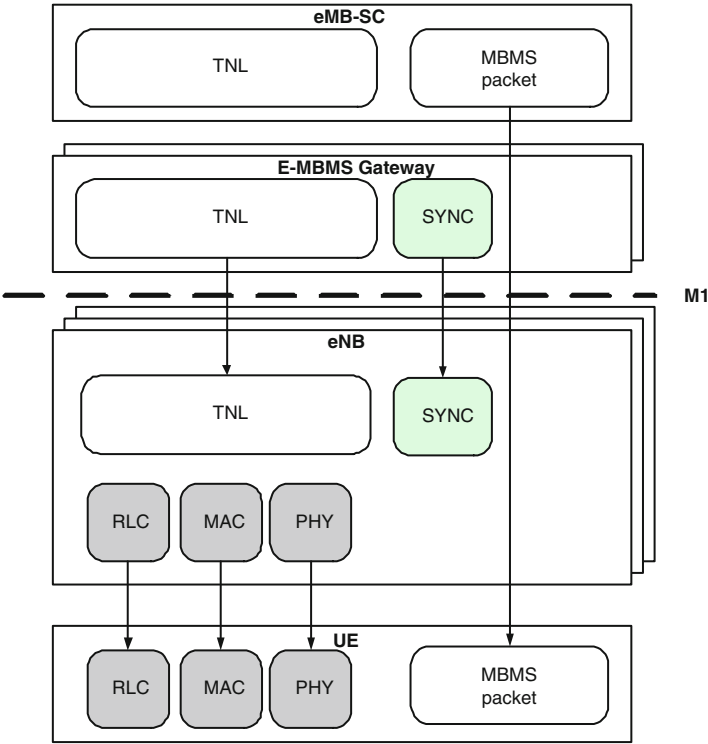 eMB-SC
TNL
MBMS
packet
E-MBMS Gateway
TNL
SYNC
M1
eNB
TNL
SYNC
RLC
MAC
PHY
UE
RLC
MAC
PHY
MBMS
packet